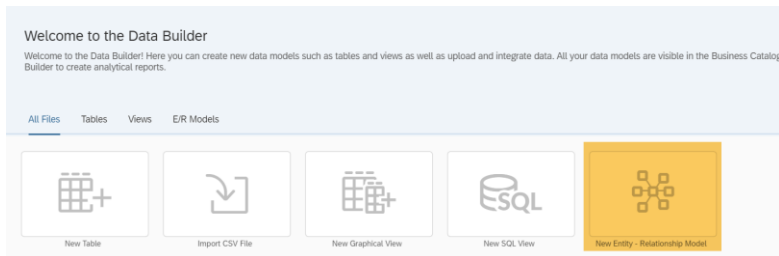 Welcome to the Data Builder
Welcome to the Data Builder! Here you can create new data models such as tables and views as well as upload and integrate data. All your data models are visible in the Business Catalog
Builder to create analytical reports.
All Files Tables Views E/R Models
SQL
New Table Import CSV File New Graphical View New SQL View New Entity - Relationship Model